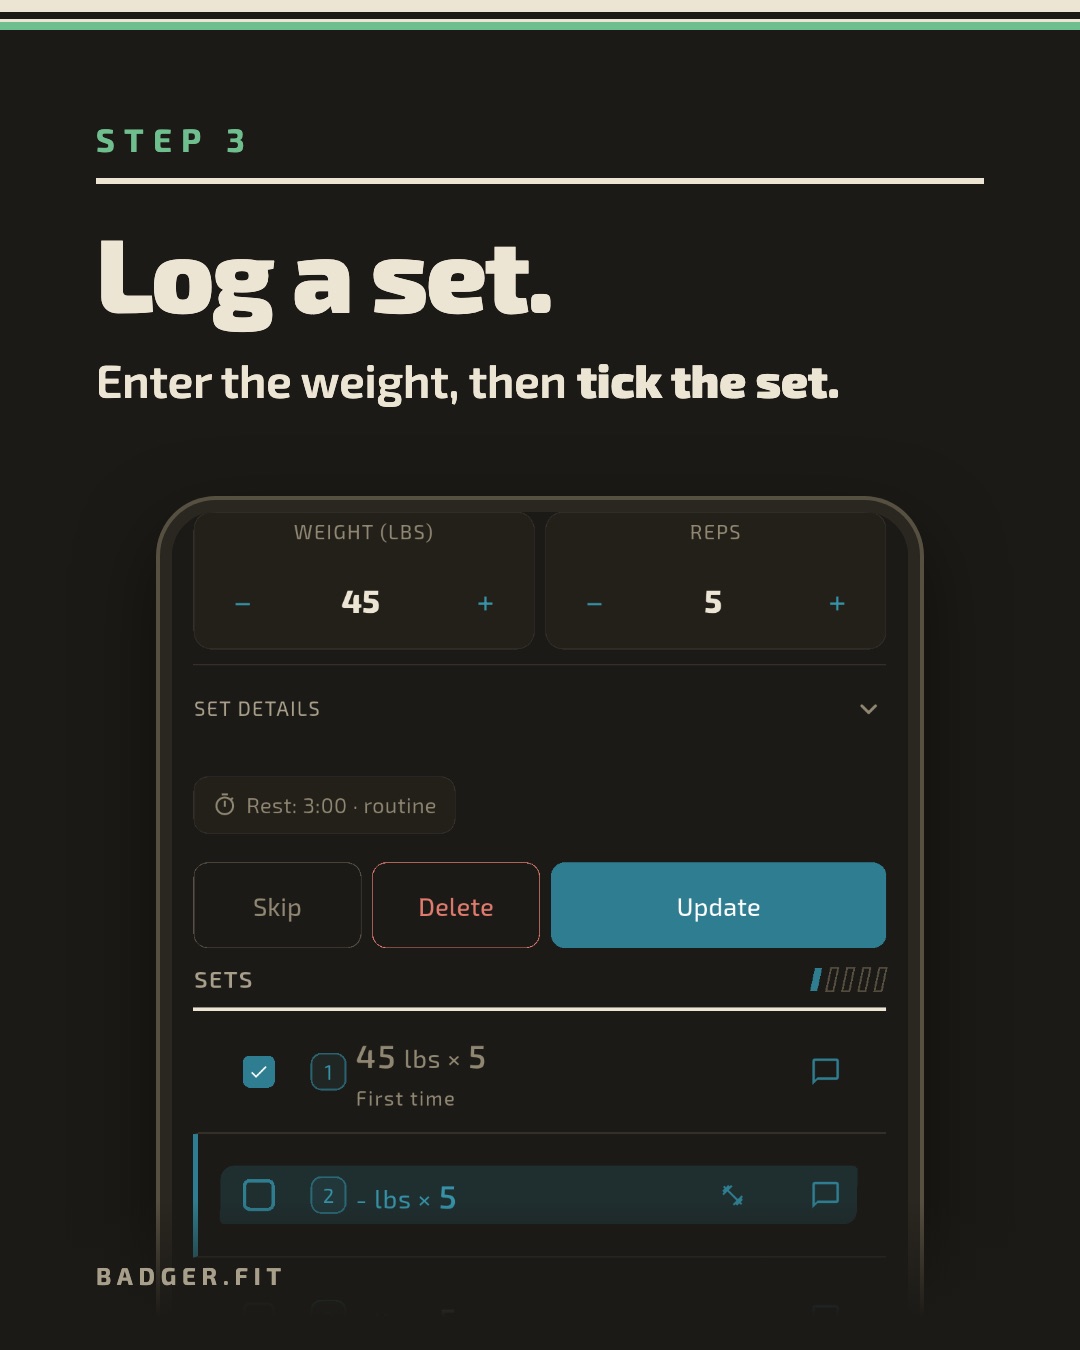 STEP 3
Log a set.
Enter the weight, then tick the set.
WEIGHT (LBS)
REPS
− 45 +
− 5 +
SET DETAILS
Rest: 3:00 · routine
Skip
Delete
Update
SETS
1 45 lbs × 5
First time
2 - lbs × 5
BADGER.FIT